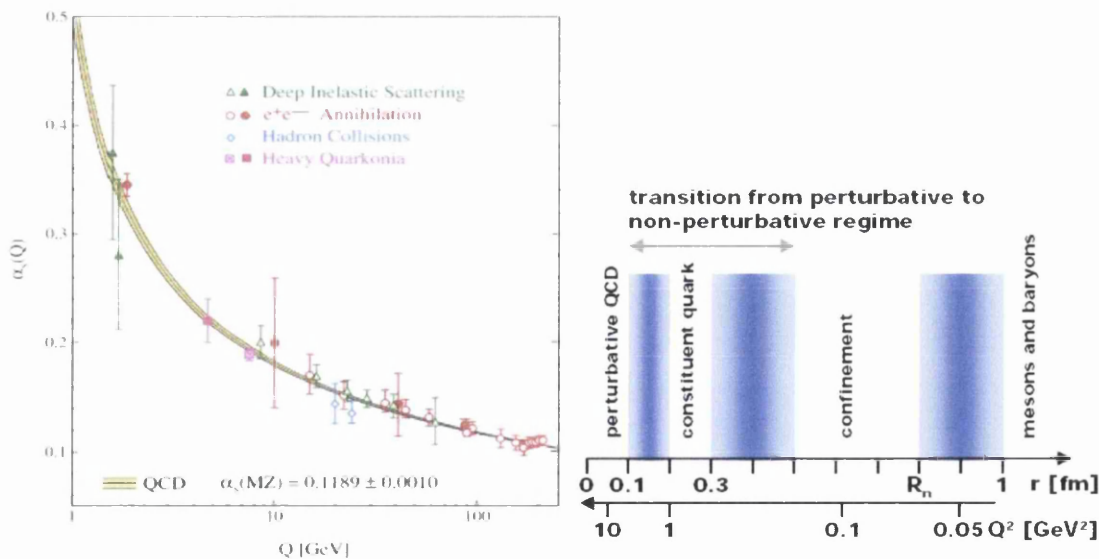 0.5
0.4
0.3
0.2
0.1
αs(Q)
Deep Inelastic Scattering
e⁺e⁻ Annihilation
Hadron Collisions
Heavy Quarkonia
QCD αs(MZ) = 0.1189 ± 0.0010
1 10 100
Q [GeV]
transition from perturbative to
non-perturbative regime
perturbative QCD
constituent quark
confinement
mesons and baryons
0 0.1 0.3 Rn 1 r [fm]
10 1 0.1 0.05 Q² [GeV²]